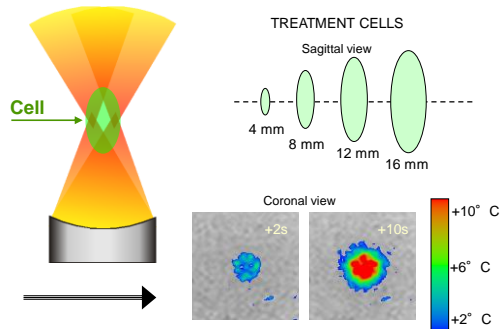 TREATMENT CELLS
Sagittal view
Cell
4 mm
8 mm
12 mm
16 mm
Coronal view
+2s
+10s
+10° C
+6° C
+2° C